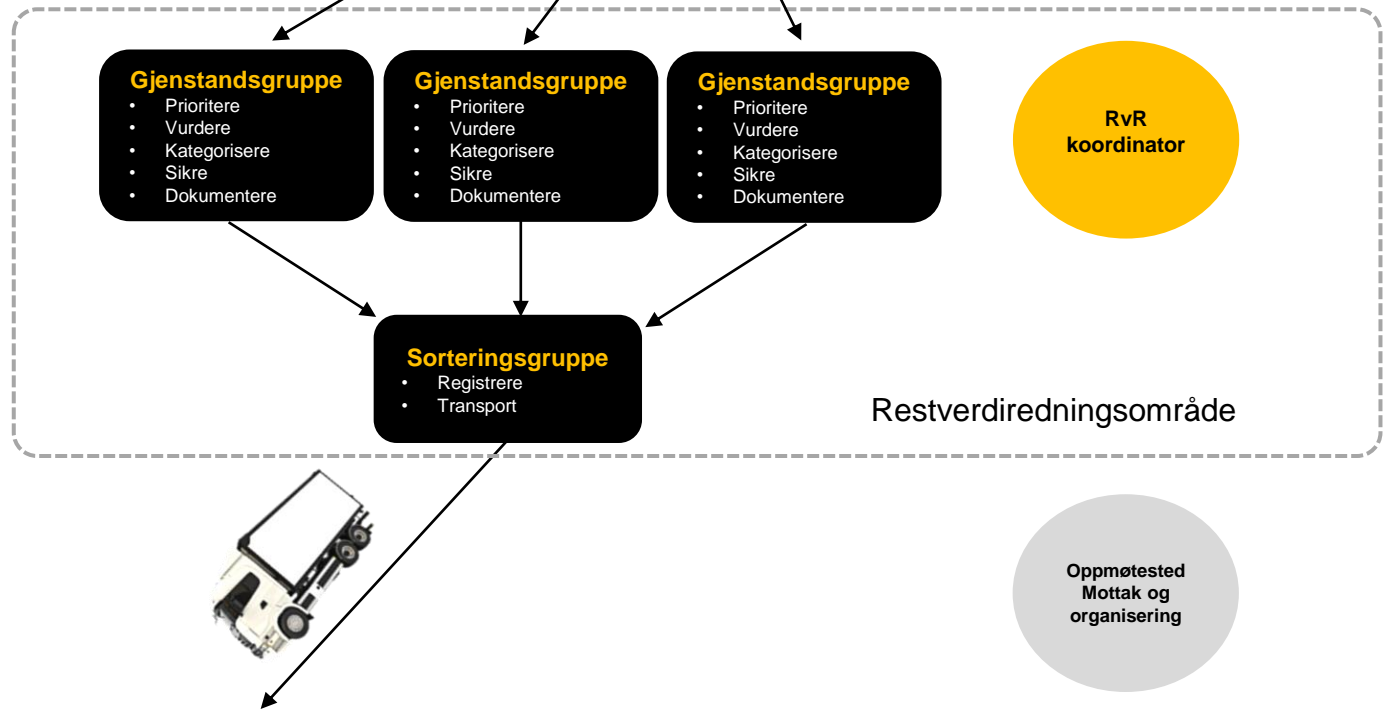 Gjenstandsgruppe
• Prioritere
• Vurdere
• Kategorisere
• Sikre
• Dokumentere
Gjenstandsgruppe
• Prioritere
• Vurdere
• Kategorisere
• Sikre
• Dokumentere
Gjenstandsgruppe
• Prioritere
• Vurdere
• Kategorisere
• Sikre
• Dokumentere
RvR
koordinator
Sorteringsgruppe
• Registrere
• Transport
Restverdiredningsområde
Oppmøtested
Mottak og
organisering